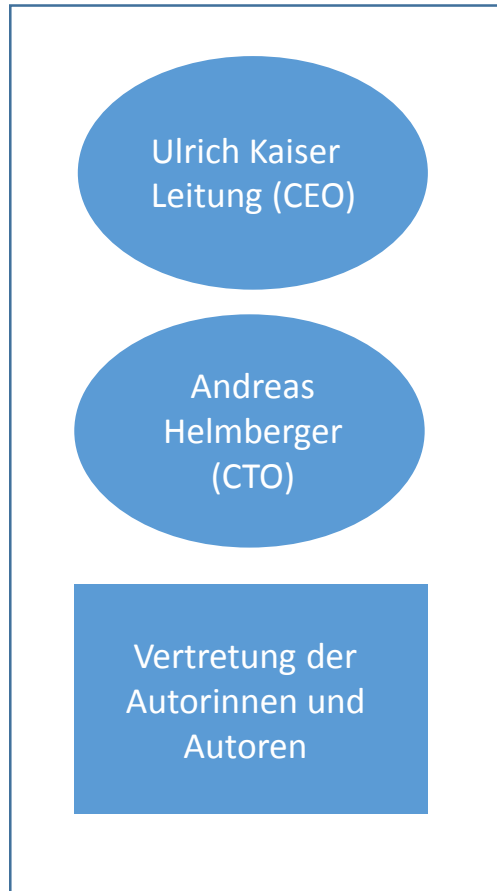 Ulrich Kaiser
Leitung (CEO)
Andreas
Helmberger
(CTO)
Vertretung der
Autorinnen und
Autoren